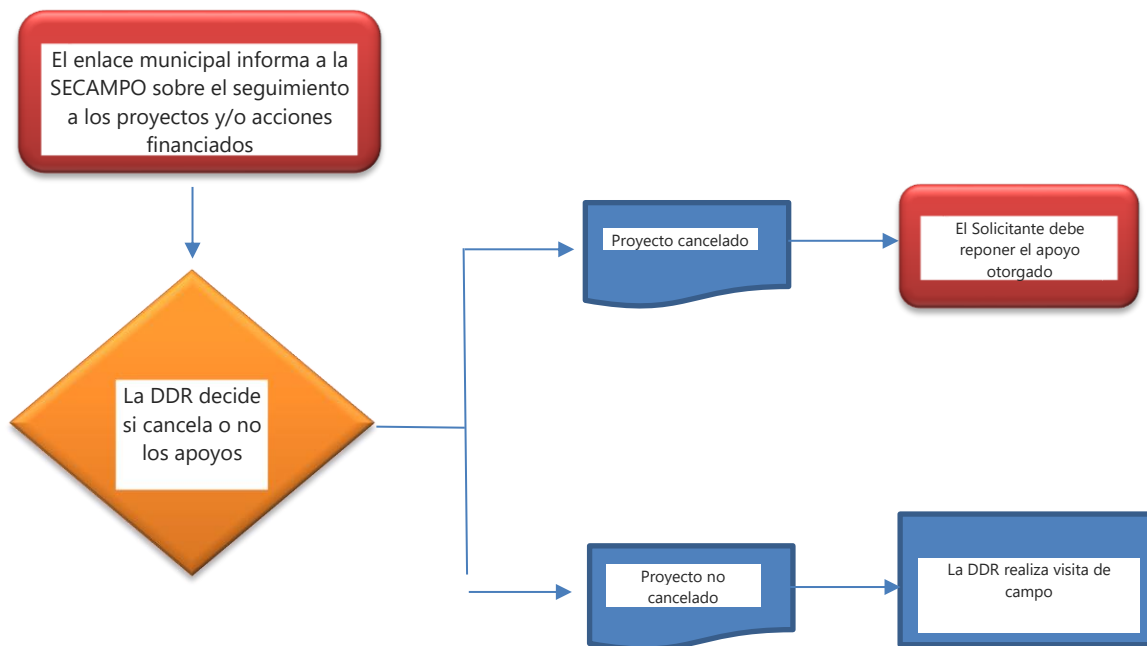 El enlace municipal informa a la
SECAMPO sobre el seguimiento
a los proyectos y/o acciones
financiados
La DDR decide
si cancela o no
los apoyos
Proyecto cancelado
El Solicitante debe
reponer el apoyo
otorgado
Proyecto no
cancelado
La DDR realiza visita de
campo